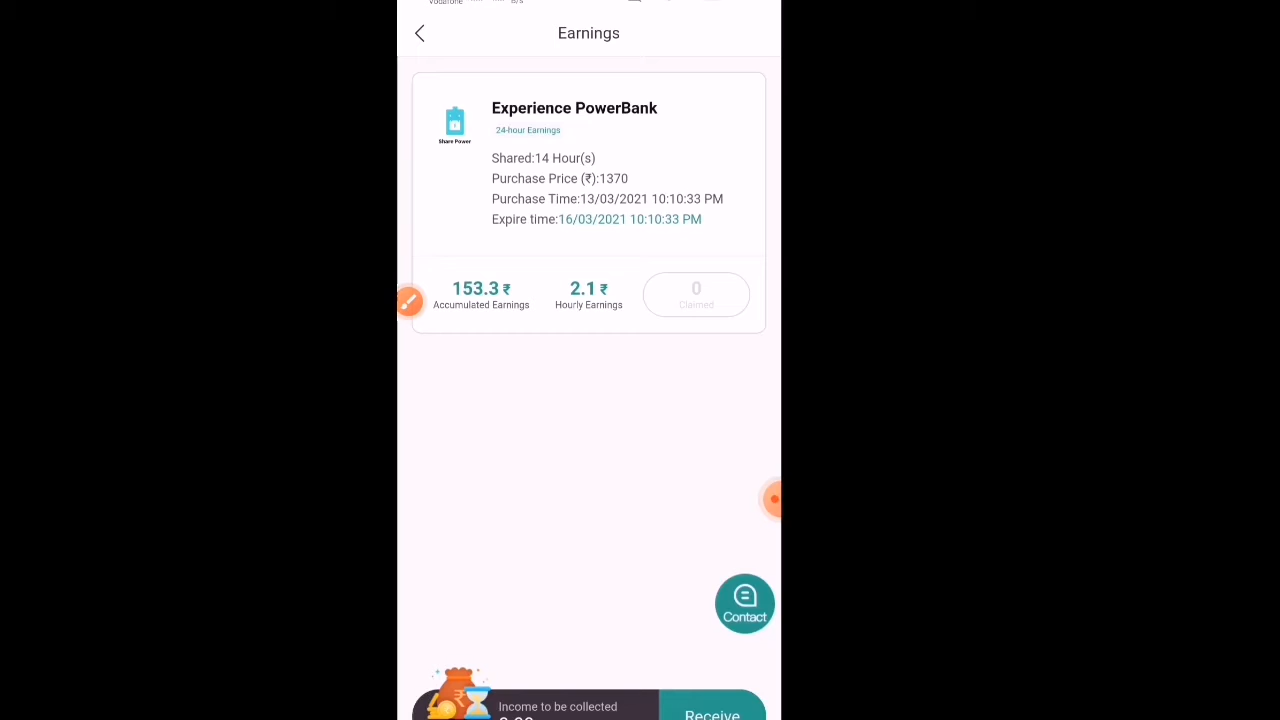 Vodafone B/s
Earnings
Experience PowerBank
24-hour Earnings
Share Power
Shared:14 Hour(s)
Purchase Price (₹):1370
Purchase Time:13/03/2021 10:10:33 PM
Expire time:16/03/2021 10:10:33 PM
153.3 ₹
Accumulated Earnings
2.1 ₹
Hourly Earnings
0
Claimed
Contact
Income to be collected
Receive